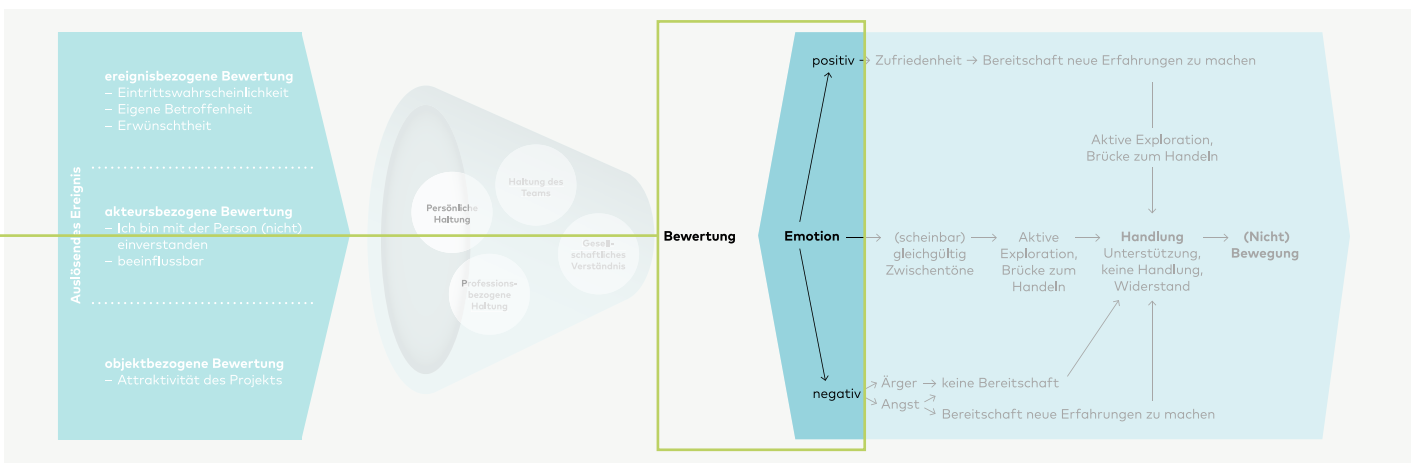 Auslösendes Ereignis
ereignisbezogene Bewertung
– Eintrittswahrscheinlichkeit
– Eigene Betroffenheit
– Erwünschtheit
akteursbezogene Bewertung
– Ich bin mit der Person (nicht)
einverstanden
– beeinflussbar
objektbezogene Bewertung
– Attraktivität des Projekts
Persönliche
Haltung
Haltung des
Teams
Gesell-
schaftliches
Verständnis
Professions-
bezogene
Haltung
Bewertung
Emotion
positiv → Zufriedenheit → Bereitschaft neue Erfahrungen zu machen
Aktive Exploration,
Brücke zum Handeln
(scheinbar)
gleichgültig
Zwischentöne
Aktive
Exploration,
Brücke zum
Handeln
Handlung
Unterstützung,
keine Handlung,
Widerstand
(Nicht)
Bewegung
negativ
Ärger → keine Bereitschaft
Angst
Bereitschaft neue Erfahrungen zu machen